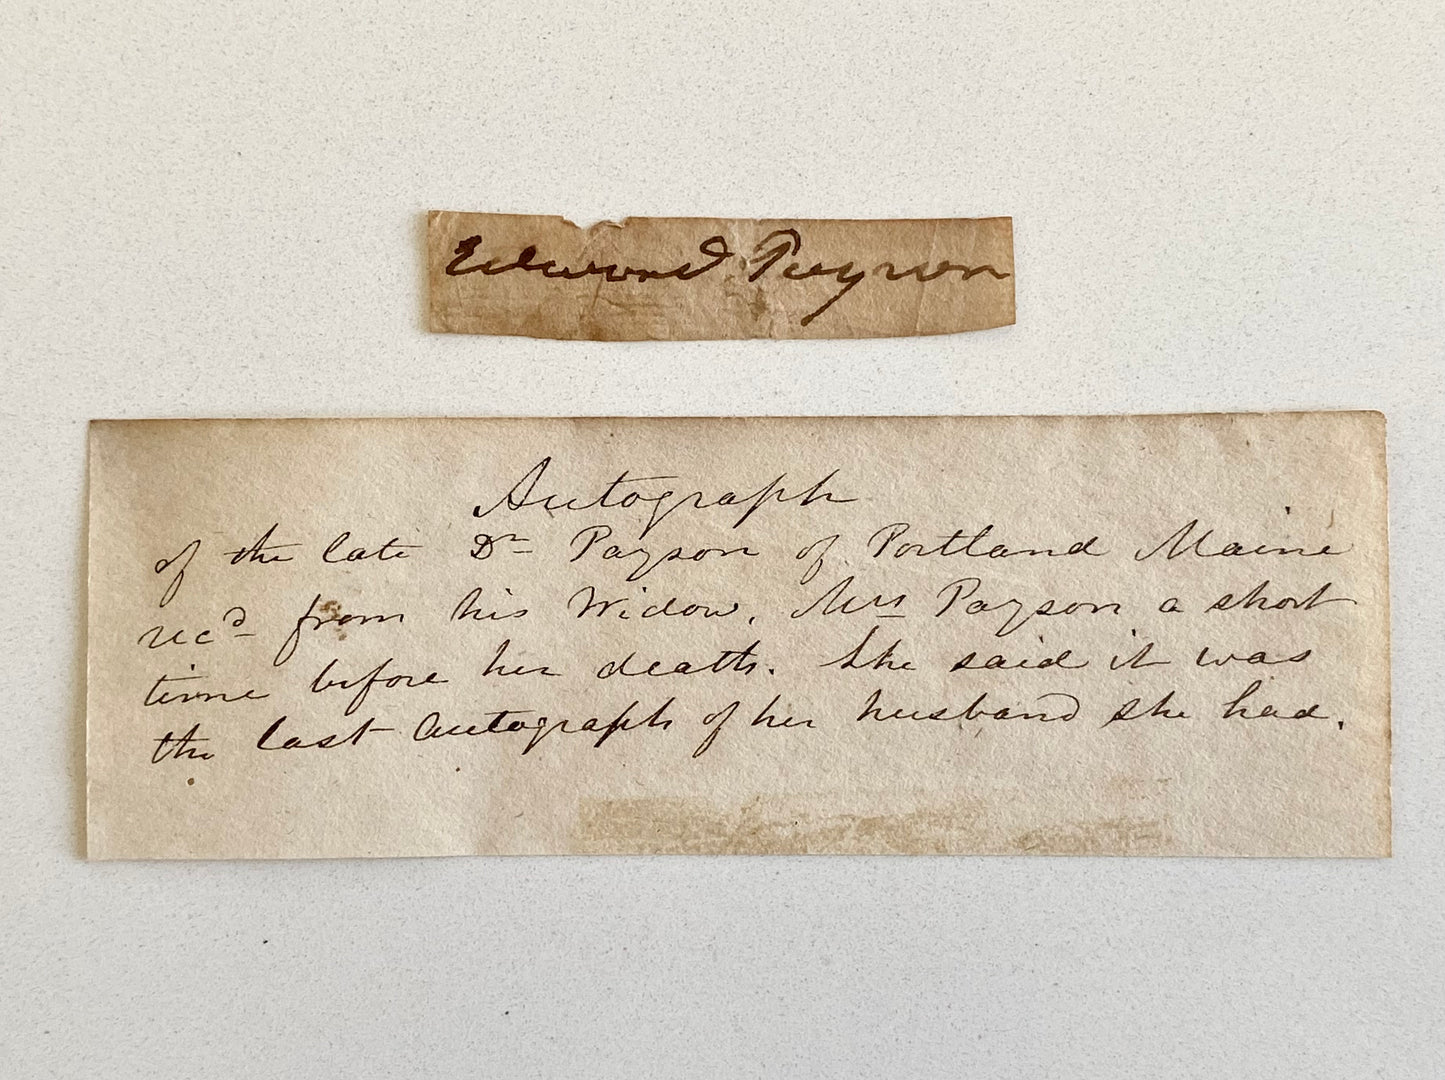 Edward Payson
Autograph
of the late Dr Payson of Portland Maine
recd from his Widow, Mrs Payson a short
time before her death. She said it was
the last autograph of her husband she had.